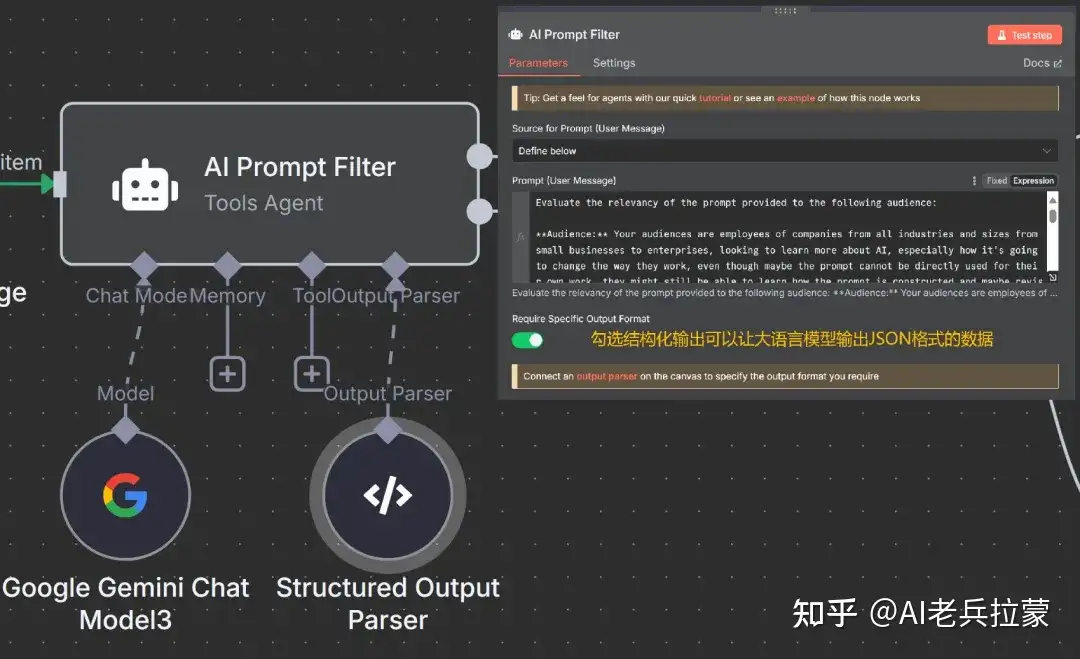 item
AI Prompt Filter
Tools Agent
ge
Chat Mode
Memory
Tool
Output Parser
Model
Output Parser
Google Gemini Chat
Model3
Structured Output
Parser
AI Prompt Filter
Test step
Parameters
Settings
Docs
Tip: Get a feel for agents with our quick tutorial or see an example of how this node works
Source for Prompt (User Message)
Define below
Prompt (User Message)
Fixed
Expression
fx
Evaluate the relevancy of the prompt provided to the following audience:
**Audience:** Your audiences are employees of companies from all industries and sizes from
small businesses to enterprises, looking to learn more about AI, especially how it's going
to change the way they work, even though maybe the prompt cannot be directly used for thei
r own work, they might still be able to learn how the prompt is constructed and maybe revis
Evaluate the relevancy of the prompt provided to the following audience: **Audience:** Your audiences are employees of ...
Require Specific Output Format
勾选结构化输出可以让大语言模型输出JSON格式的数据
Connect an output parser on the canvas to specify the output format you require
知乎 @AI老兵拉蒙